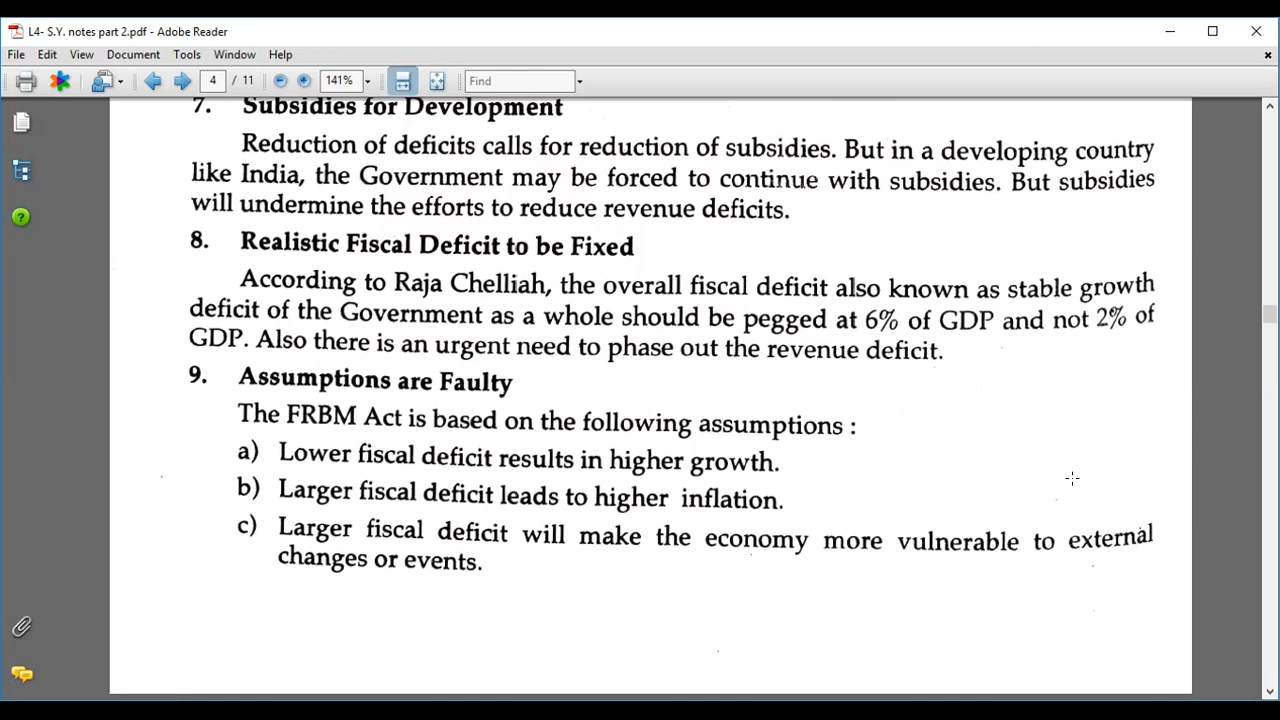 L4- S.Y. notes part 2.pdf - Adobe Reader
File Edit View Document Tools Window Help
4 / 11 141% Find
7. Subsidies for Development
Reduction of deficits calls for reduction of subsidies. But in a developing country
like India, the Government may be forced to continue with subsidies. But subsidies
will undermine the efforts to reduce revenue deficits.
8. Realistic Fiscal Deficit to be Fixed
According to Raja Chelliah, the overall fiscal deficit also known as stable growth
deficit of the Government as a whole should be pegged at 6% of GDP and not 2% of
GDP. Also there is an urgent need to phase out the revenue deficit.
9. Assumptions are Faulty
The FRBM Act is based on the following assumptions :
a) Lower fiscal deficit results in higher growth.
b) Larger fiscal deficit leads to higher inflation.
c) Larger fiscal deficit will make the economy more vulnerable to external
changes or events.